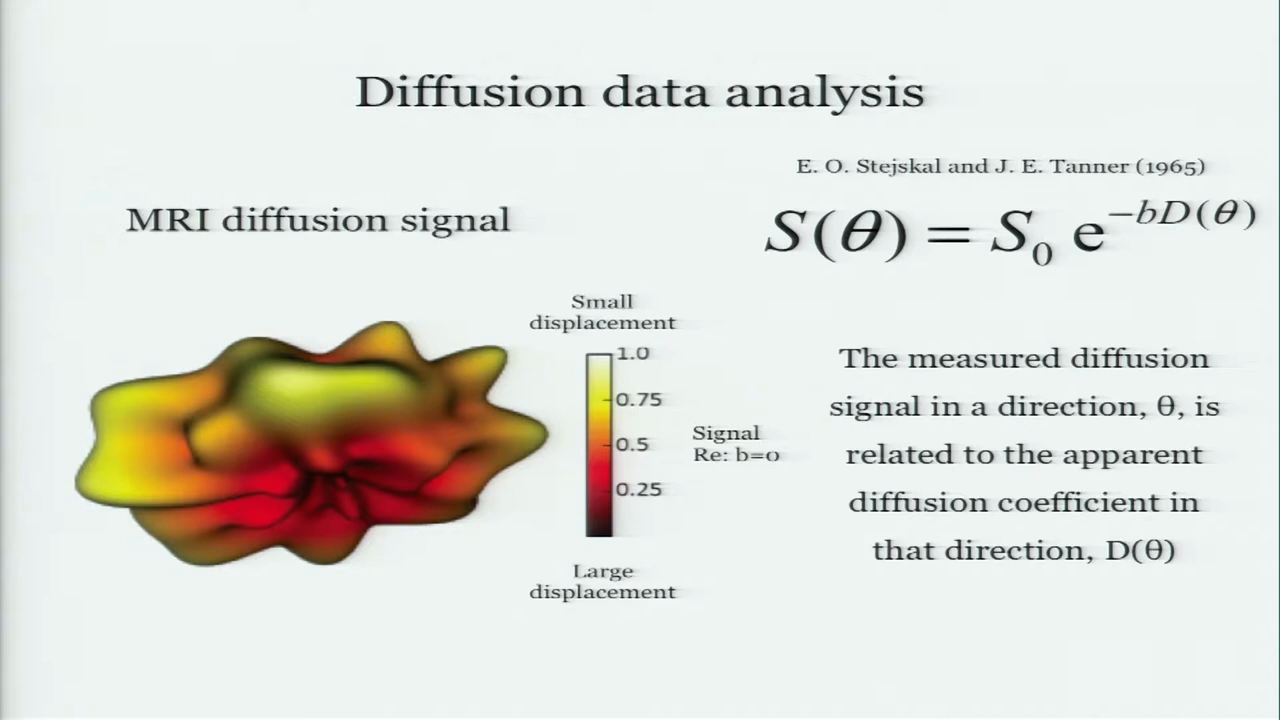 Diffusion data analysis
E. O. Stejskal and J. E. Tanner (1965)
MRI diffusion signal
S(θ) = S₀ e^{−bD(θ)}
Small
displacement
1.0
0.75
0.5
0.25
Signal
Re: b=0
Large
displacement
The measured diffusion
signal in a direction, θ, is
related to the apparent
diffusion coefficient in
that direction, D(θ)